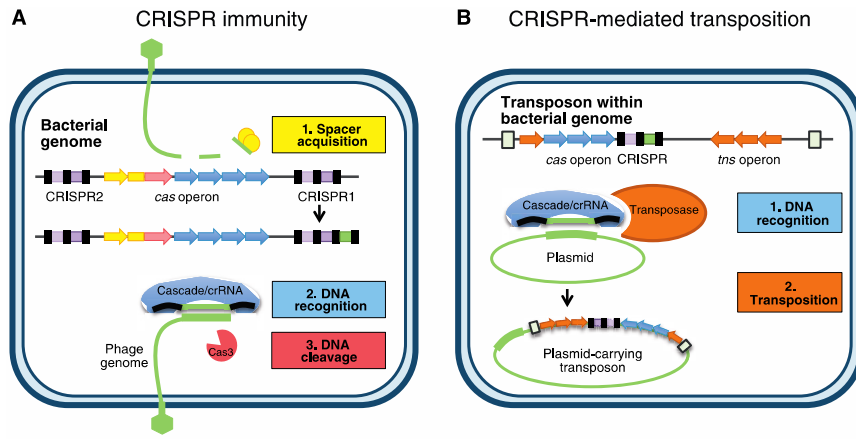 A
CRISPR immunity
Bacterial
genome
1. Spacer
acquisition
CRISPR2
cas operon
CRISPR1
Cascade/crRNA
2. DNA
recognition
Phage
genome
Cas3
3. DNA
cleavage
B
CRISPR-mediated transposition
Transposon within
bacterial genome
cas operon
CRISPR
tns operon
Cascade/crRNA
Transposase
1. DNA
recognition
Plasmid
2.
Transposition
Plasmid-carrying
transposon